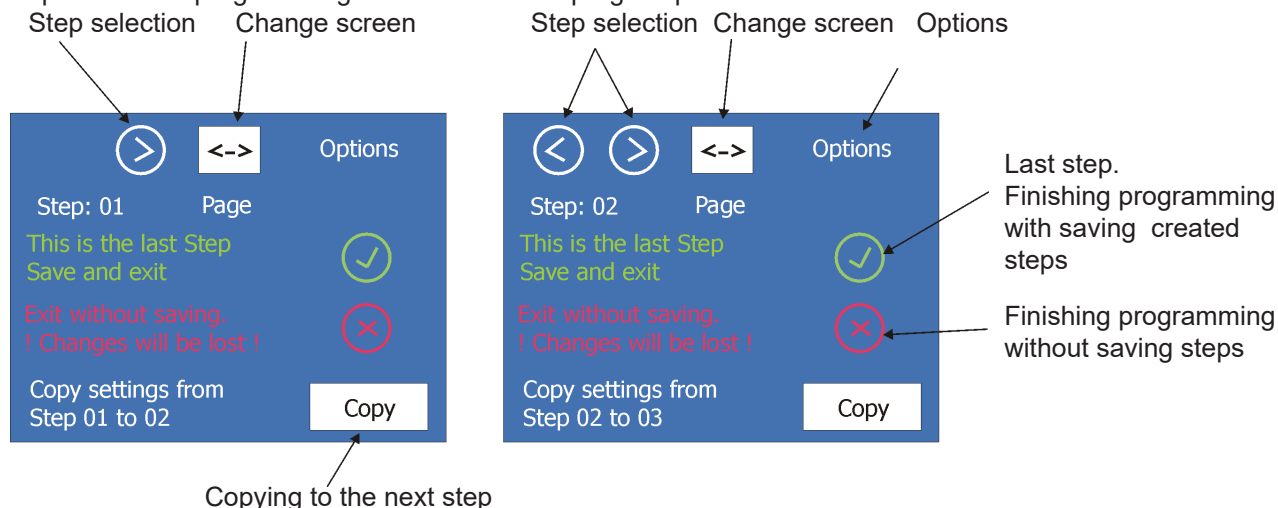 Step selection Change screen
Step selection Change screen Options
<-> Options
Step: 01 Page
This is the last Step
Save and exit
Exit without saving.
! Changes will be lost !
Copy settings from
Step 01 to 02
Copy
<-> Options
Step: 02 Page
This is the last Step
Save and exit
Exit without saving.
! Changes will be lost !
Copy settings from
Step 02 to 03
Copy
Last step.
Finishing programming
with saving created
steps
Finishing programming
without saving steps
Copying to the next step